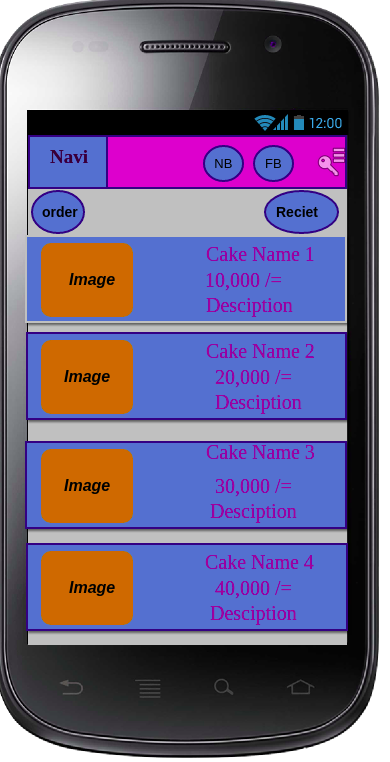 12:00
Navi
NB
FB
order
Reciet
Image
Cake Name 1
10,000 /=
Desciption
Image
Cake Name 2
20,000 /=
Desciption
Image
Cake Name 3
30,000 /=
Desciption
Image
Cake Name 4
40,000 /=
Desciption